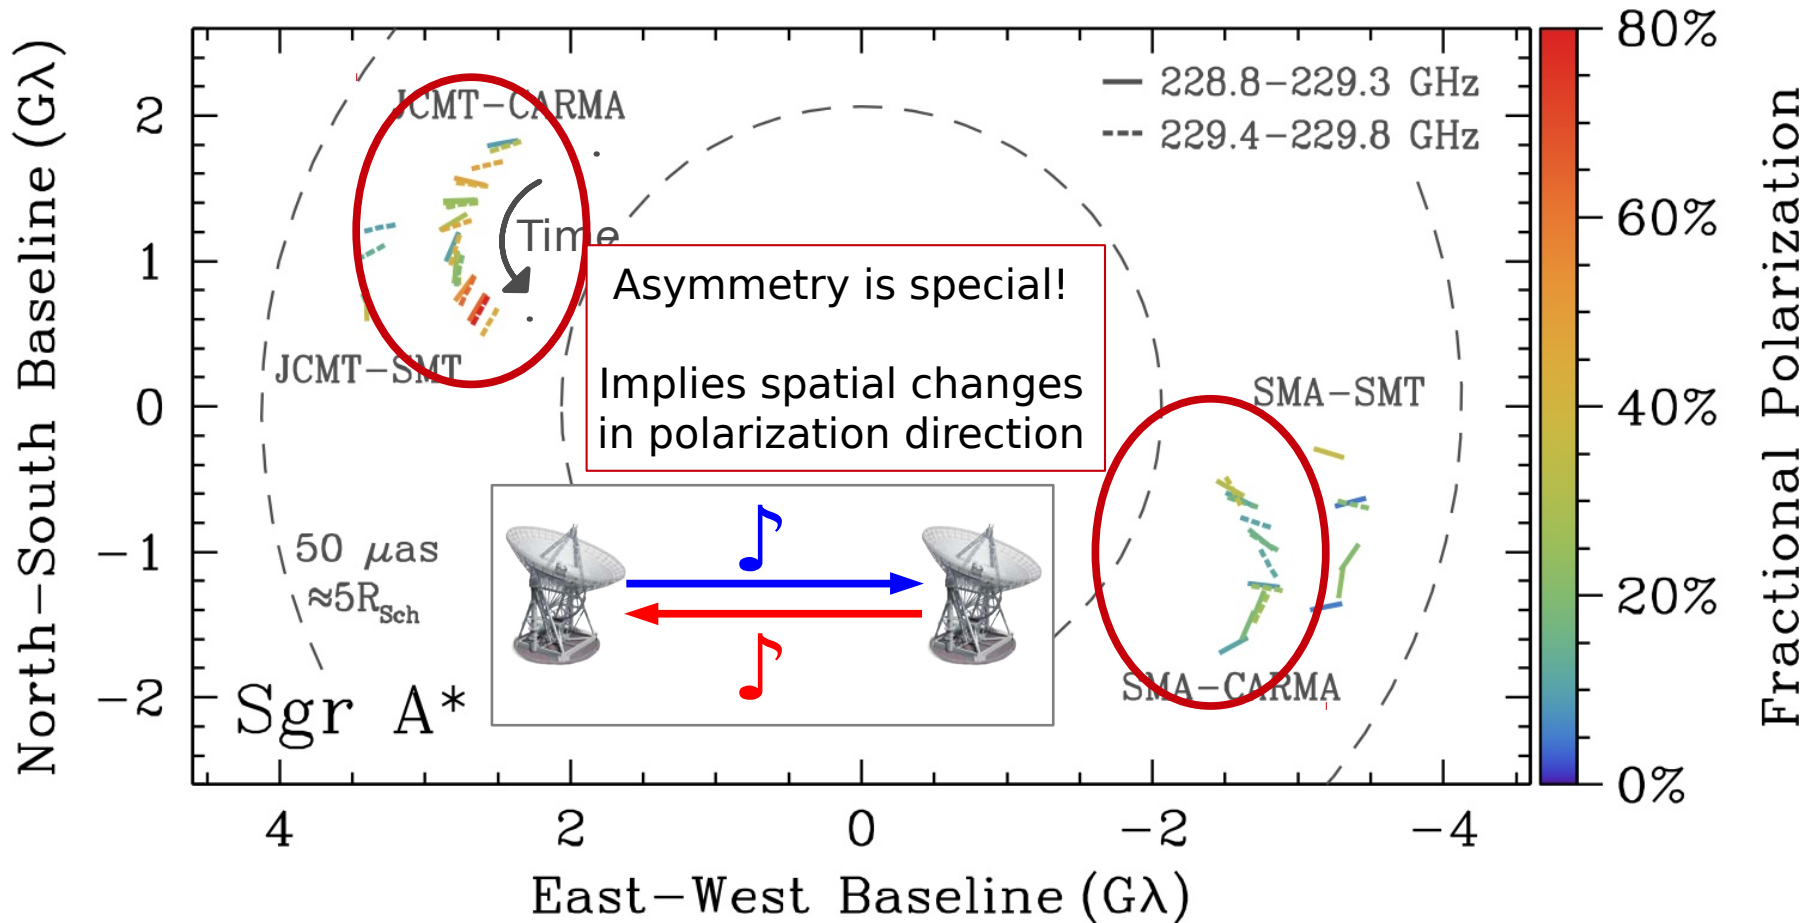 80%
60%
40%
20%
0%
Fractional Polarization
North-South Baseline (Gλ)
2
1
0
-1
-2
JCMT-CARMA
228.8-229.3 GHz
229.4-229.8 GHz
Time
Asymmetry is special!
Implies spatial changes
in polarization direction
JCMT-SMT
SMA-SMT
50 μas
≈5R_Sch
Sgr A*
SMA-CARMA
4
2
0
-2
-4
East-West Baseline (Gλ)